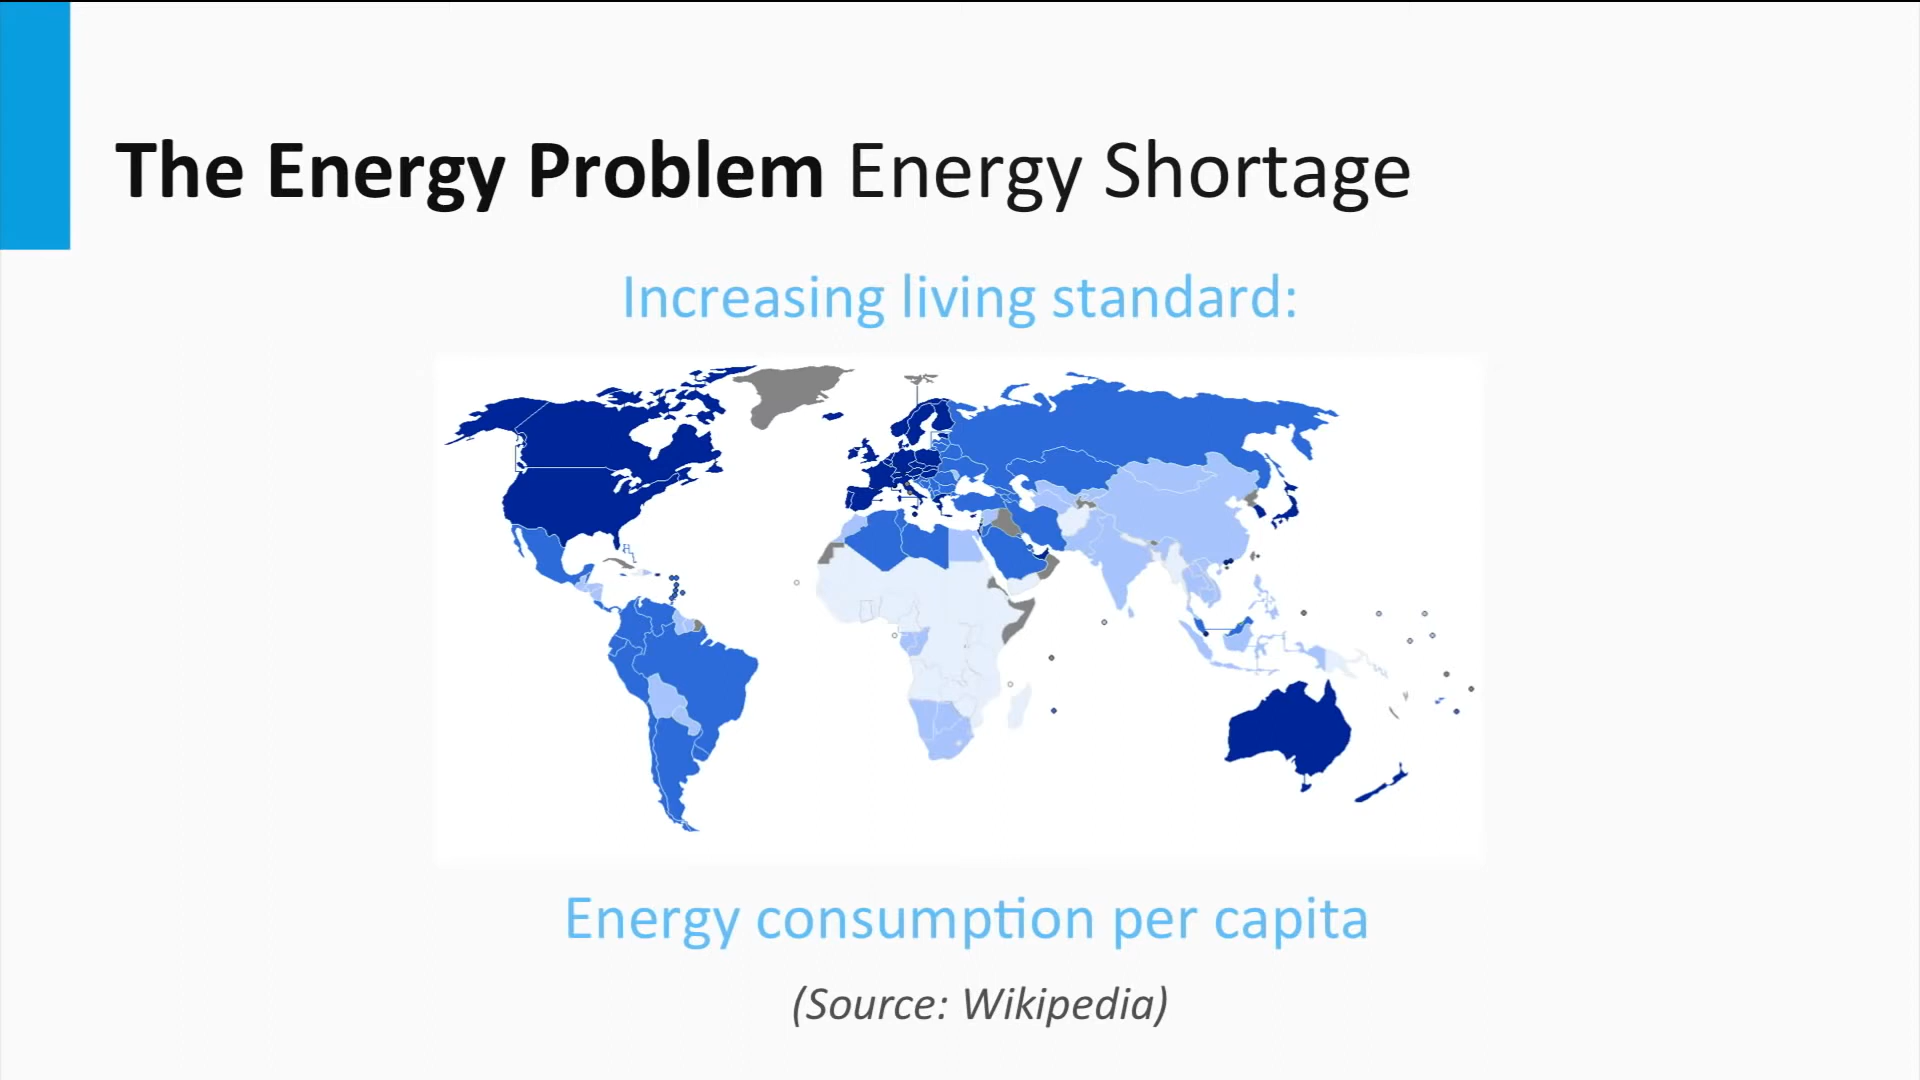 The Energy Problem Energy Shortage
Increasing living standard:
Energy consumption per capita
(Source: Wikipedia)